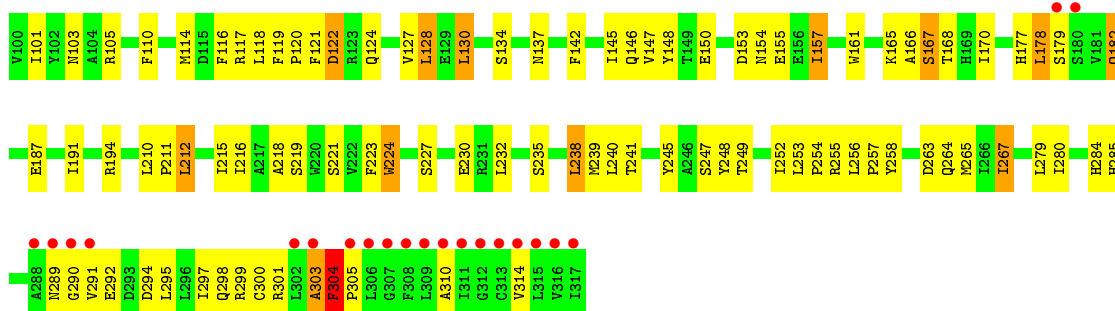 V100 I101 Y102 N103 A104 R105 F110 M114 D115 F116 R117 L118 F119 P120 F121 D122 R123 Q124 V127 L128 E129 L130 S134 N137 F142 I145 Q146 V147 Y148 T149 E150 D153 N154 E155 E156 I157 W161 K165 A166 S167 T168 H169 I170 H177 L178 S179 S180 V181 Q182
E187 I191 R194 L210 P211 L212 I215 I216 A217 A218 S219 W220 S221 V222 F223 W224 S227 E230 R231 L232 S235 L238 M239 L240 T241 Y245 A246 S247 Y248 T249 I252 L253 P254 R255 L256 P257 Y258 D263 Q264 M265 I266 I267 L279 I280 H284 H285
A288 N289 G290 V291 E292 D293 D294 L295 L296 I297 Q298 R299 C300 R301 L302 A303 F304 P305 L306 G307 F308 L309 A310 I311 G312 C313 V314 L315 V316 I317